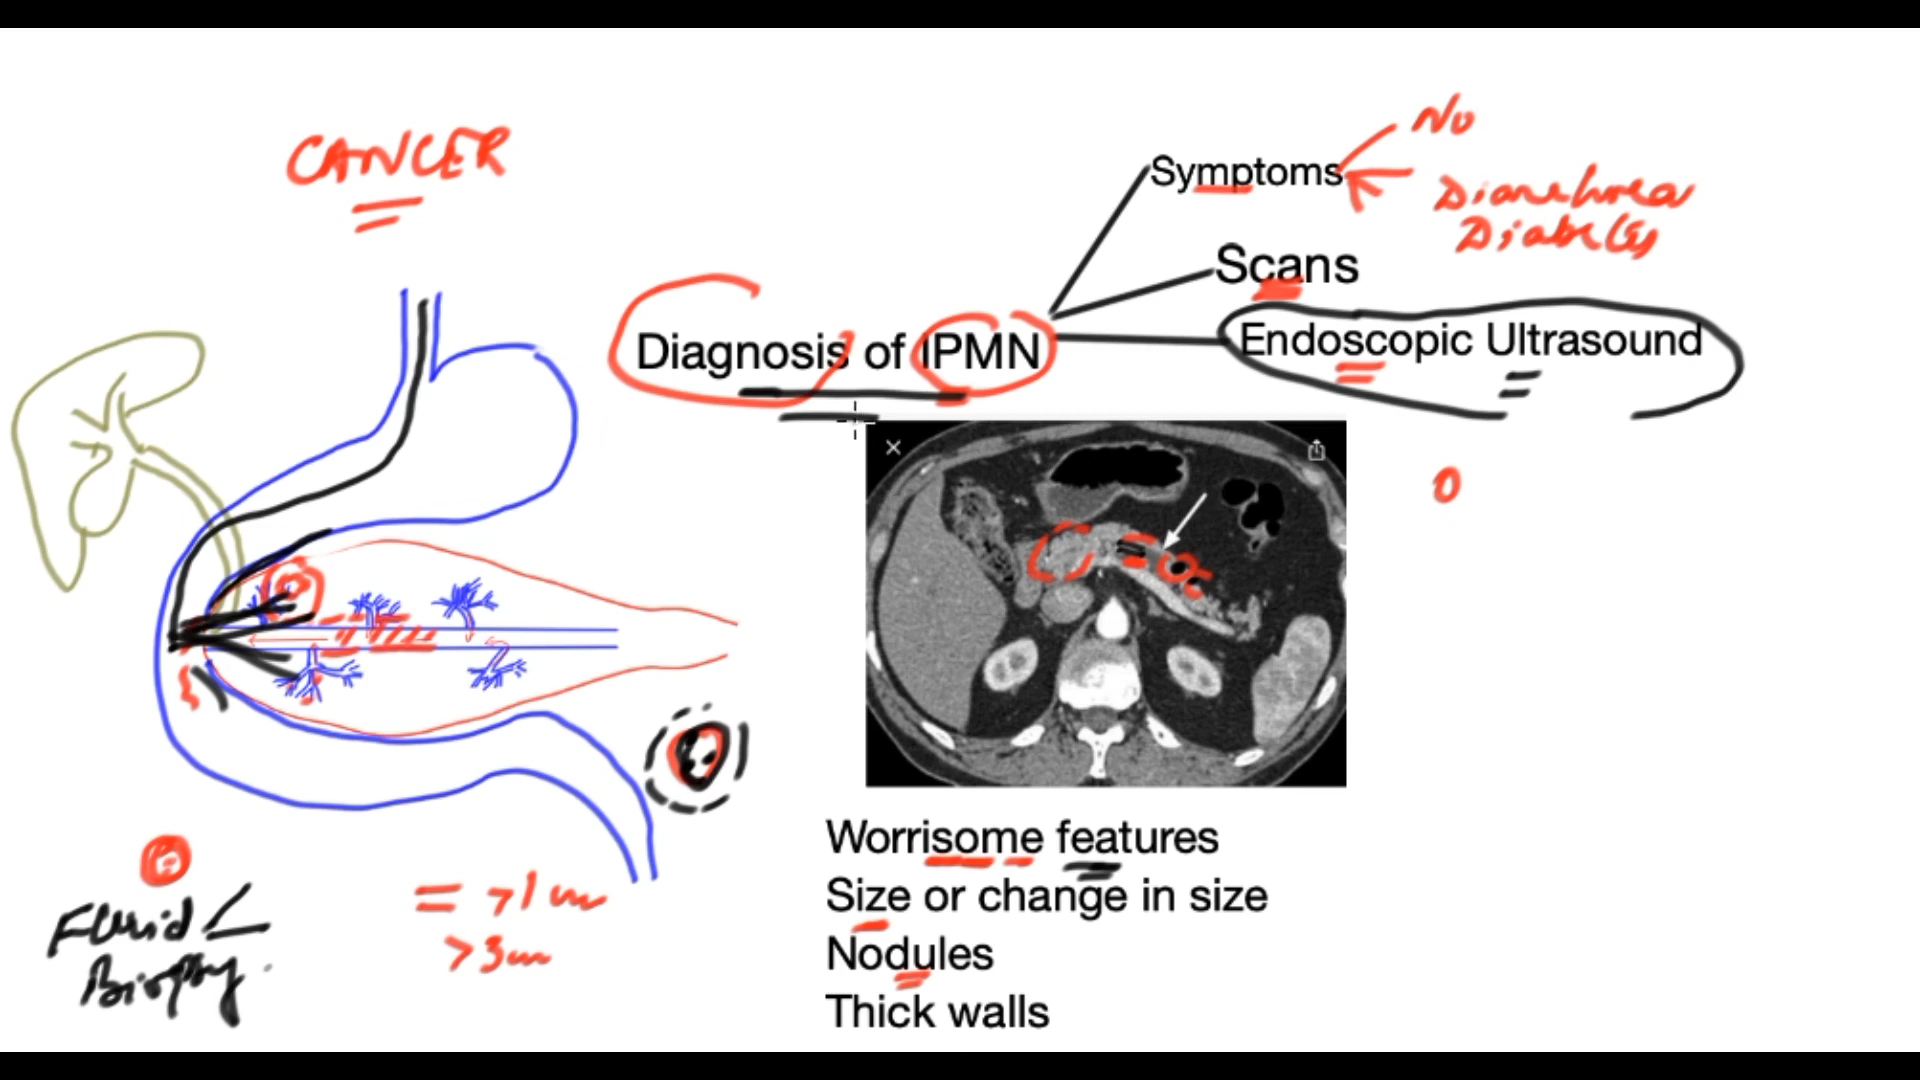 CANCER
No
Symptoms
Diarrhoea
Diabetes
Scans
Diagnosis of IPMN
Endoscopic Ultrasound
Worrisome features
Size or change in size
Nodules
Thick walls
= >1cm
>3cm
Fluid
Biopsy.